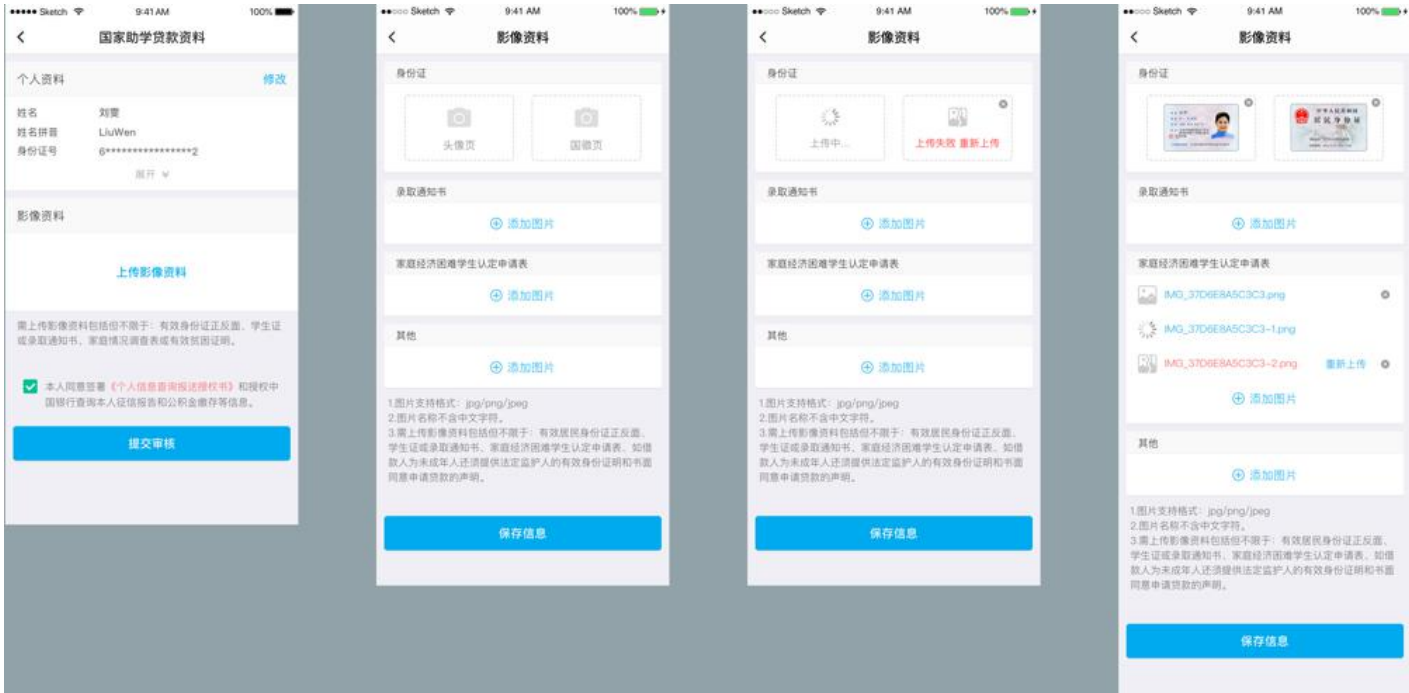 Sketch 9:41 AM 100%
国家助学贷款资料
个人资料 修改
姓名 刘雯
姓名拼音 LiuWen
身份证号 6****************2
展开
影像资料
上传影像资料
需上传影像资料包括但不限于：有效身份证正反面、学生证
或录取通知书、家庭情况调查表或有效贫困证明。
本人同意签署《个人信息查询报送授权书》和授权中
国银行查询本人征信报告和公积金缴存等信息。
提交审核
Sketch 9:41 AM 100%
影像资料
身份证
头像页 国徽页
录取通知书
添加图片
家庭经济困难学生认定申请表
添加图片
其他
添加图片
1.图片支持格式：jpg/png/jpeg
2.图片名称不含中文字符。
3.需上传影像资料包括但不限于：有效居民身份证正反面、
学生证或录取通知书、家庭经济困难学生认定申请表、如借
款人为未成年人还须提供法定监护人的有效身份证明和书面
同意申请贷款的声明。
保存信息
Sketch 9:41 AM 100%
影像资料
身份证
上传中... 上传失败 重新上传
录取通知书
添加图片
家庭经济困难学生认定申请表
添加图片
其他
添加图片
1.图片支持格式：jpg/png/jpeg
2.图片名称不含中文字符。
3.需上传影像资料包括但不限于：有效居民身份证正反面、
学生证或录取通知书、家庭经济困难学生认定申请表、如借
款人为未成年人还须提供法定监护人的有效身份证明和书面
同意申请贷款的声明。
保存信息
Sketch 9:41 AM 100%
影像资料
身份证
中华人民共和国
居民身份证
录取通知书
添加图片
家庭经济困难学生认定申请表
IMG_37D6E8A5C3C3.png
IMG_37D6E8A5C3C3-1.png
IMG_37D6E8A5C3C3-2.png 重新上传
添加图片
其他
添加图片
1.图片支持格式：jpg/png/jpeg
2.图片名称不含中文字符。
3.需上传影像资料包括但不限于：有效居民身份证正反面、
学生证或录取通知书、家庭经济困难学生认定申请表、如借
款人为未成年人还须提供法定监护人的有效身份证明和书面
同意申请贷款的声明。
保存信息